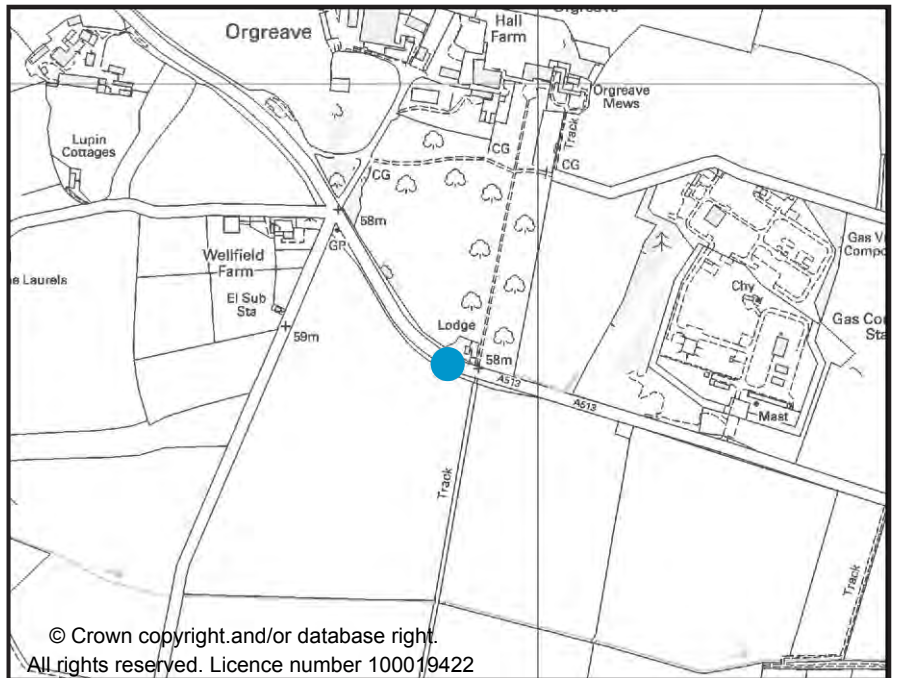 Orgreave
Hall
Farm
Orgreave
Mews
Track
CG
CG
CG
Lupin
Cottages
58m
GP
Wellfield
Farm
El Sub
Sta
59m
Laurels
Lodge
58m
A513
A513
Chy
Mast
Gas
Gas
Track
Track
© Crown copyright.and/or database right.
All rights reserved. Licence number 100019422